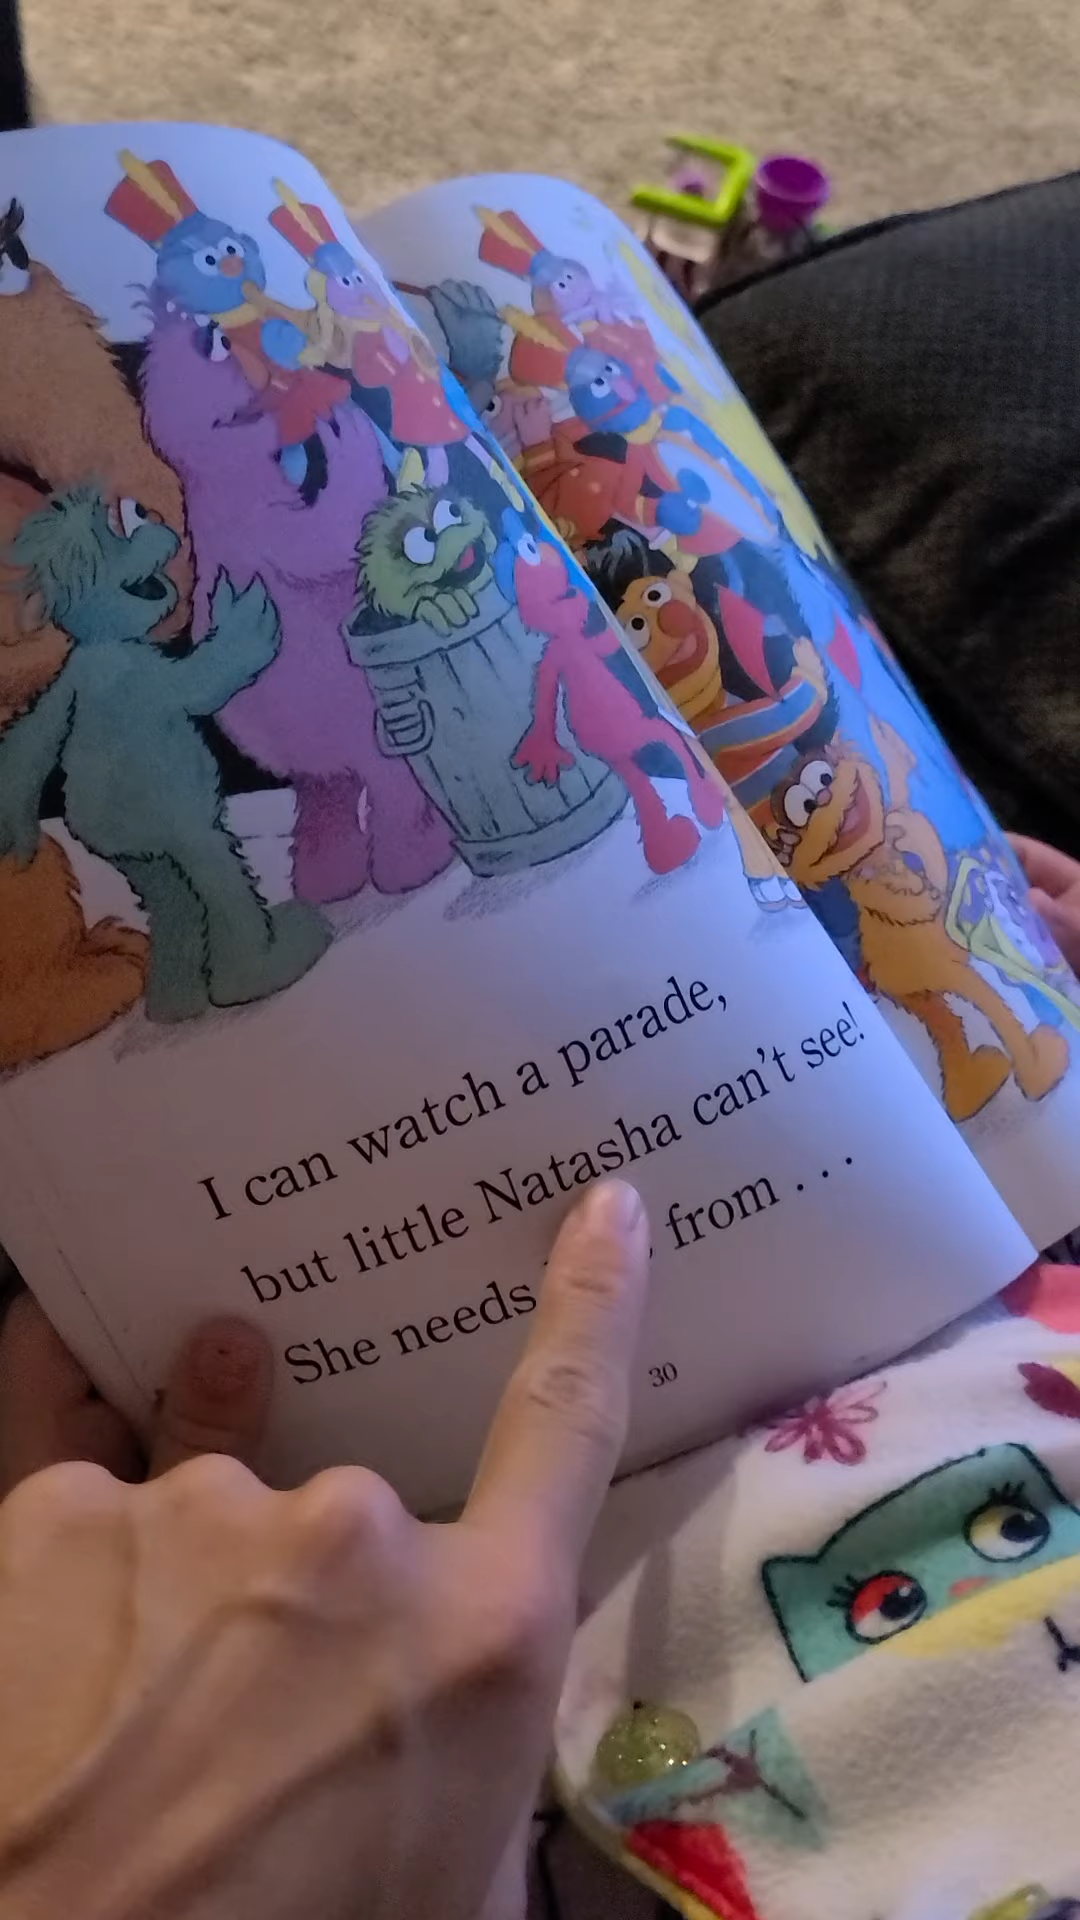 I can watch a parade,
but little Natasha can't see!
She needs from . . .
30